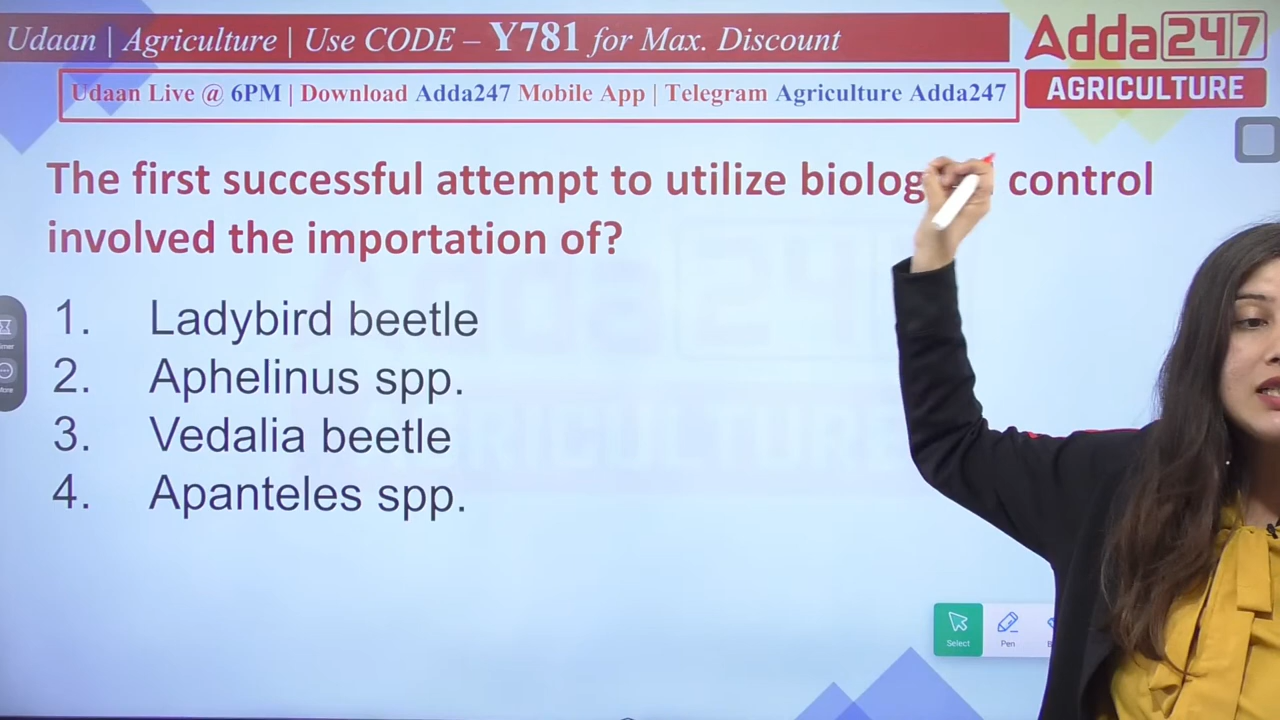 Udaan | Agriculture | Use CODE – Y781 for Max. Discount
Adda247
AGRICULTURE
Udaan Live @ 6PM | Download Adda247 Mobile App | Telegram Agriculture Adda247
The first successful attempt to utilize control
involved the importation of?
1. Ladybird beetle
2. Aphelinus spp.
3. Vedalia beetle
4. Apanteles spp.
Select
Pen